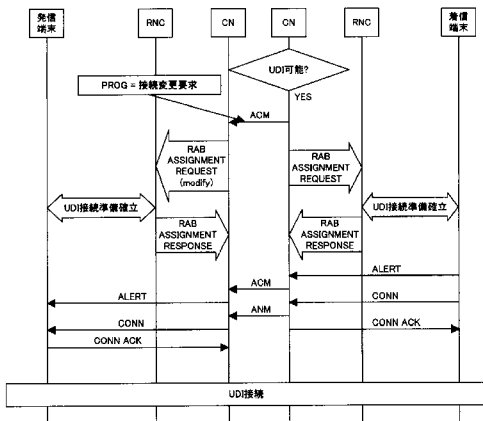 発信
端末
RNC
CN
CN
RNC
着信
端末
UDI可能?
YES
PROG = 接続変更要求
ACM
RAB
ASSIGNMENT
REQUEST
(modify)
RAB
ASSIGNMENT
REQUEST
UDI接続準備確立
UDI接続準備確立
RAB
ASSIGNMENT
RESPONSE
RAB
ASSIGNMENT
RESPONSE
ALERT
ACM
ALERT
CONN
ANM
CONN
CONN ACK
CONN ACK
UDI接続